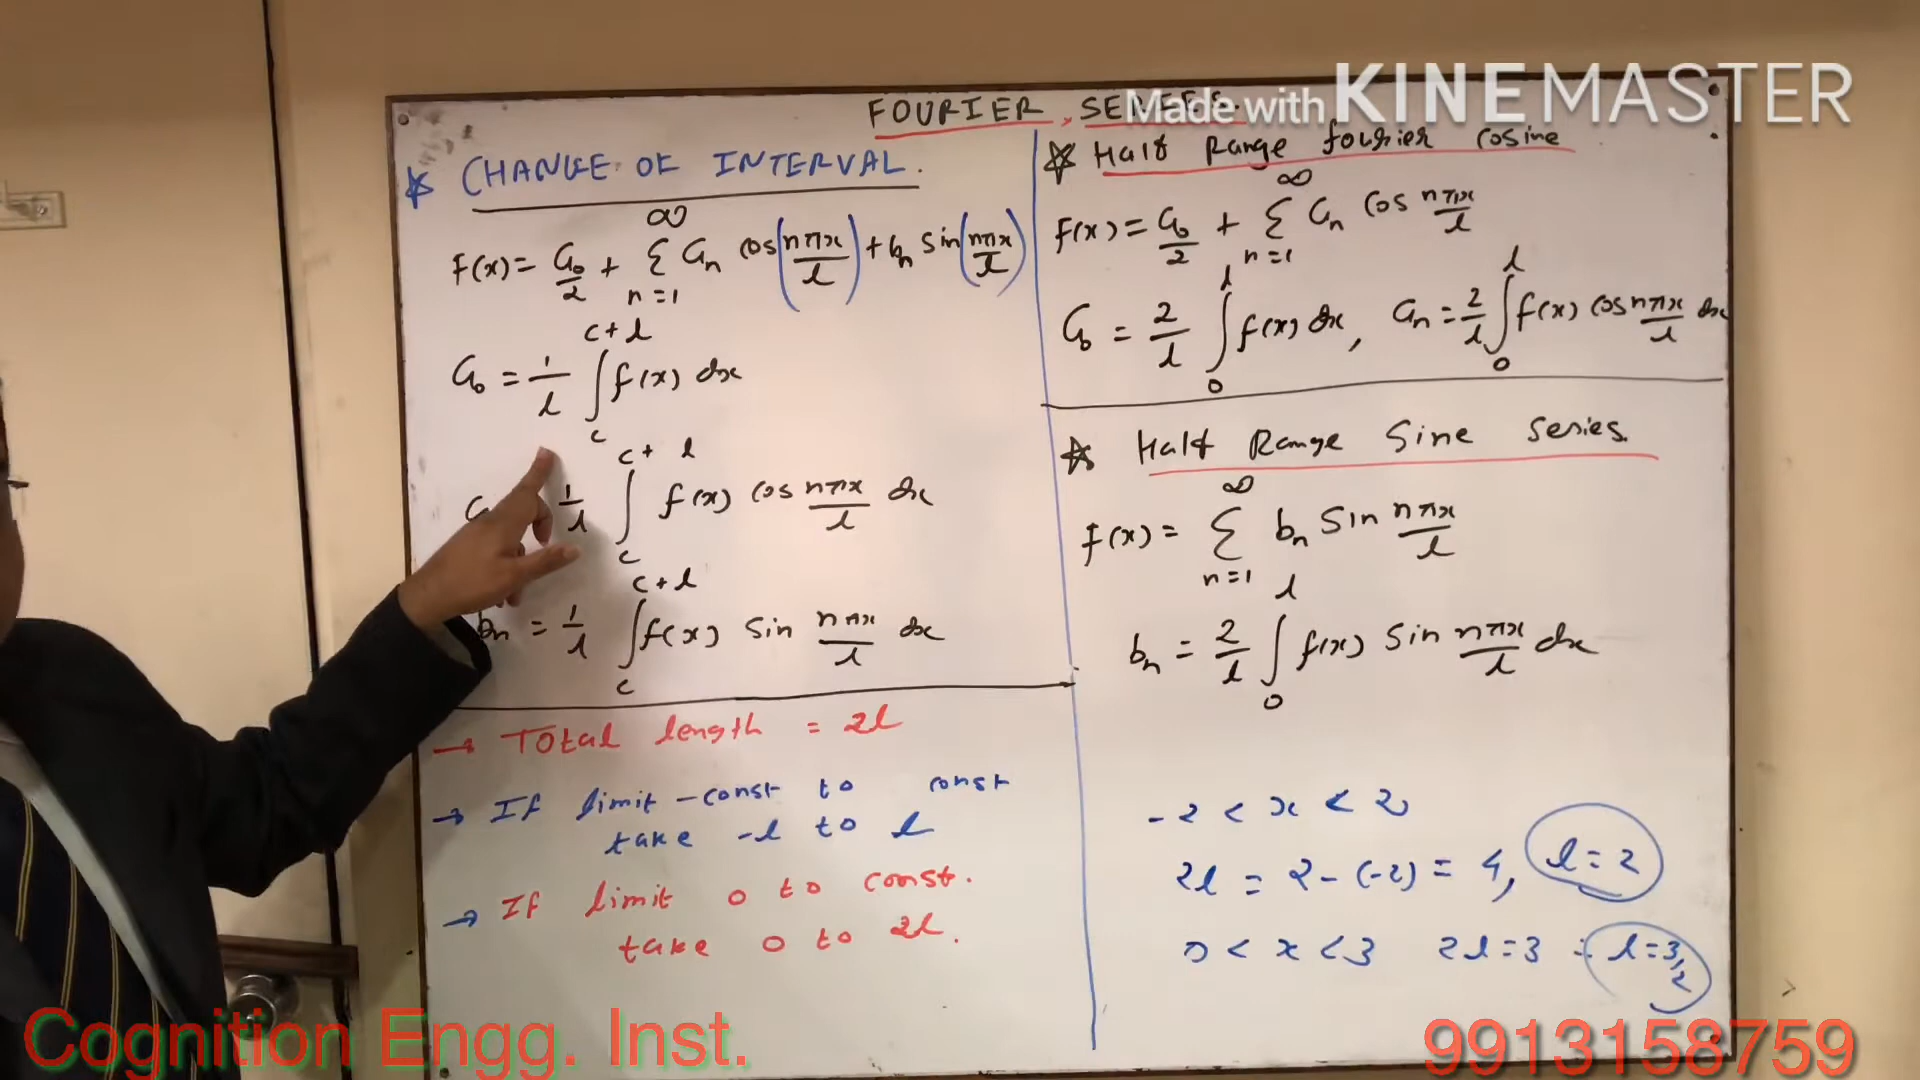 Made with KINEMASTER
FOURIER SERIES.
☆ CHANGE OF INTERVAL.
F(x) = a₀/2 + ∞Σn=1 aₙ cos(nπx/l) + bₙ sin(nπx/l)
a₀ = 1/l ∫c^(c+l) f(x) dx
1/l ∫c^(c+l) f(x) cos nπx/l dx
bₙ = 1/l ∫c^(c+l) f(x) sin nπx/l dx
→ Total length = 2l
→ If limit -const to const
take -l to l
→ If limit 0 to const.
take 0 to 2l.
☆ Half Range fourier cosine
F(x) = a₀/2 + ∞Σn=1 aₙ cos nπx/l
a₀ = 2/l ∫0^l f(x) dx, aₙ = 2/l ∫0^l f(x) cos nπx/l dx
☆ Half Range Sine Series.
f(x) = ∞Σn=1 bₙ sin nπx/l
bₙ = 2/l ∫0^l f(x) sin nπx/l dx
-2 < x < 2
2l = 2-(-2) = 4, l = 2
0 < x < 3 2l = 3 ∴ l = 3/2
Cognition Engg. Inst.
9913158759